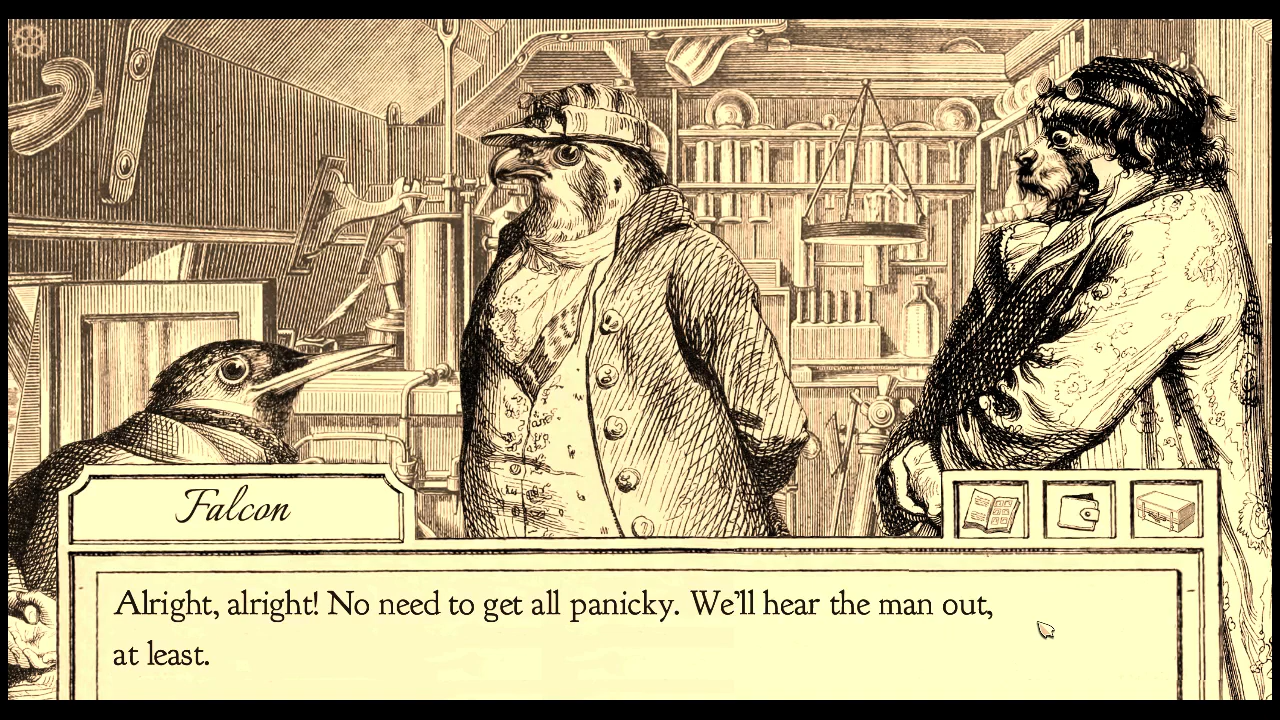 Falcon
Alright, alright! No need to get all panicky. We'll hear the man out,
at least.